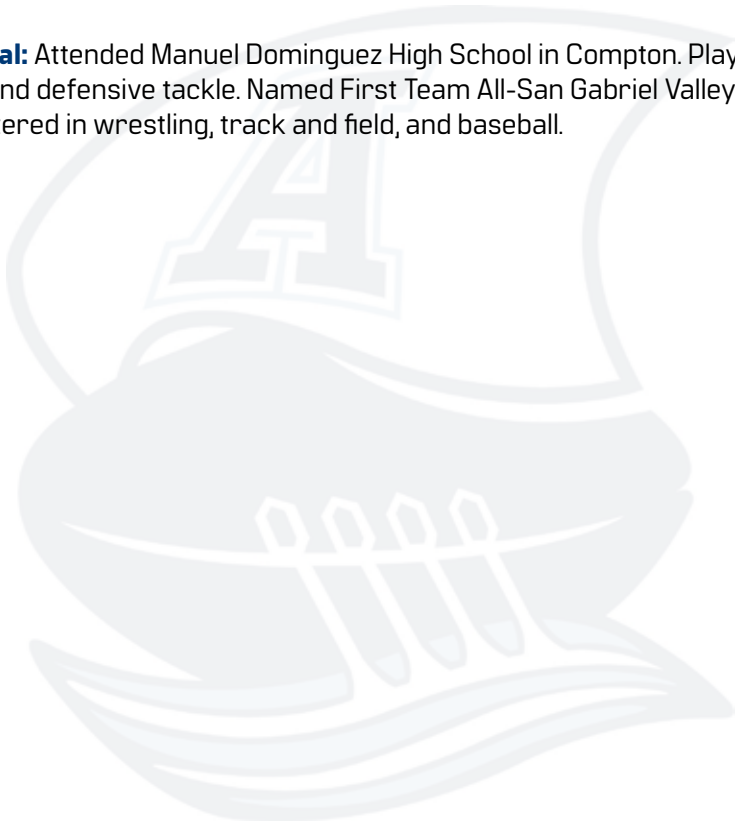 al: Attended Manuel Dominguez High School in Compton. Play
nd defensive tackle. Named First Team All-San Gabriel Valley
ered in wrestling, track and field, and baseball.
A